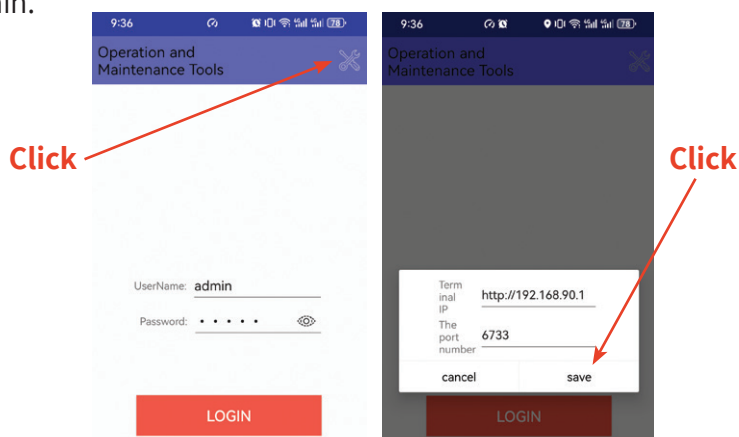 9:36
78
Operation and
Maintenance Tools
Click
UserName: admin
Password: • • • • •
LOGIN
9:36
78
Operation and
Maintenance Tools
Click
Term
inal
IP
http://192.168.90.1
The
port
number
6733
cancel save
LOGIN